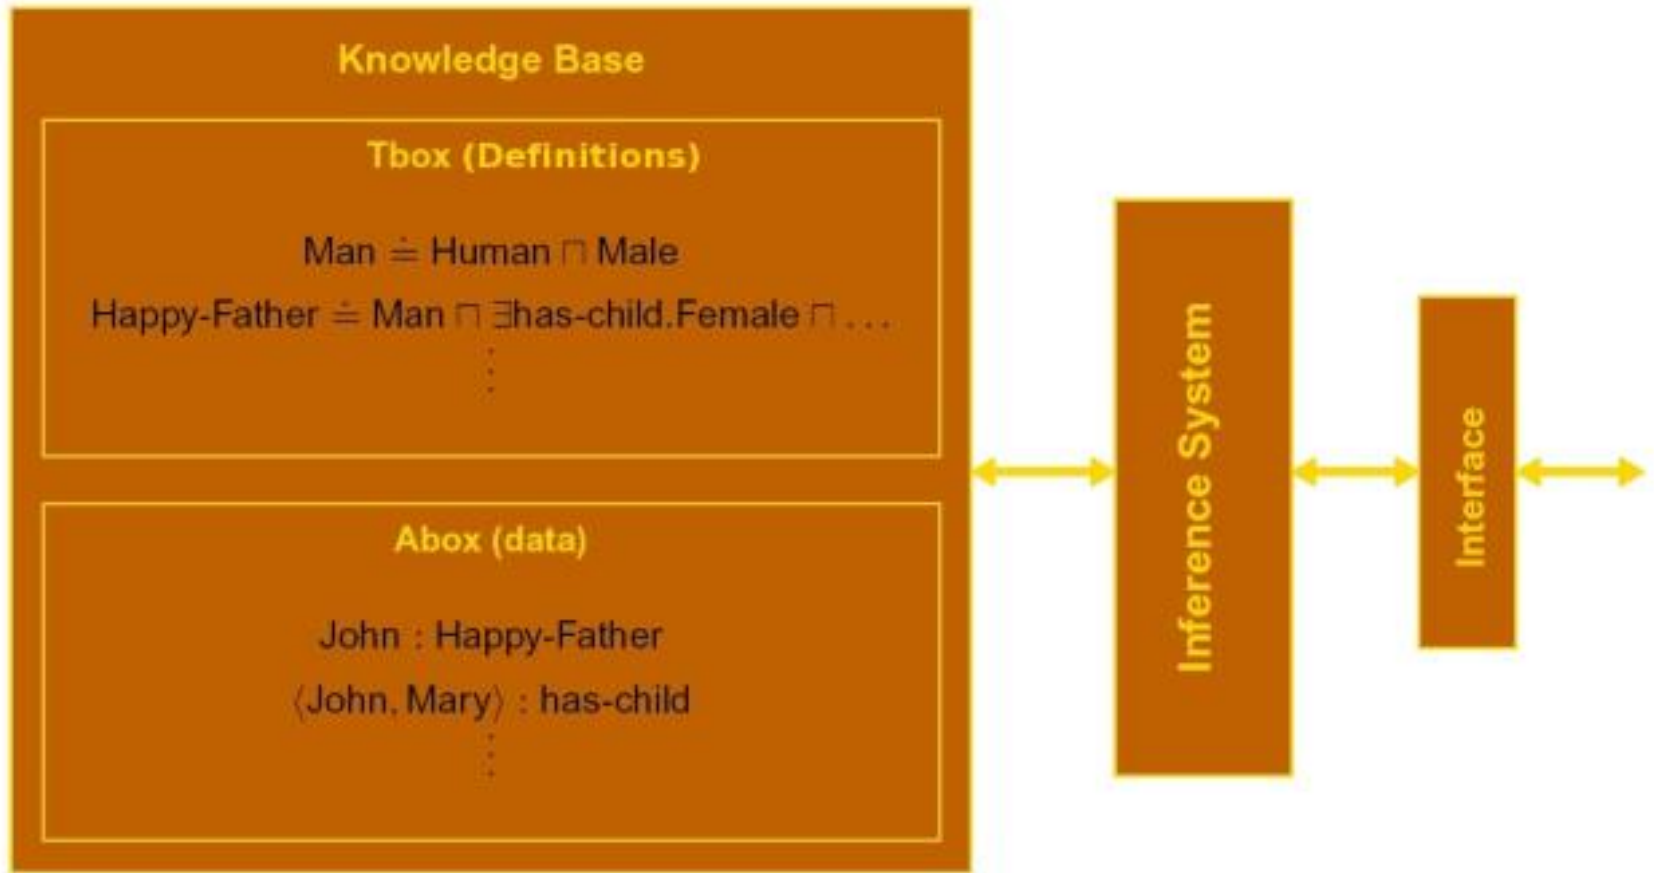 Knowledge Base
Tbox (Definitions)
Man ≐ Human ⊓ Male
Happy-Father ≐ Man ⊓ ∃has-child.Female ⊓ ...
⋮
Abox (data)
John : Happy-Father
⟨John, Mary⟩ : has-child
⋮
Inference System
Interface